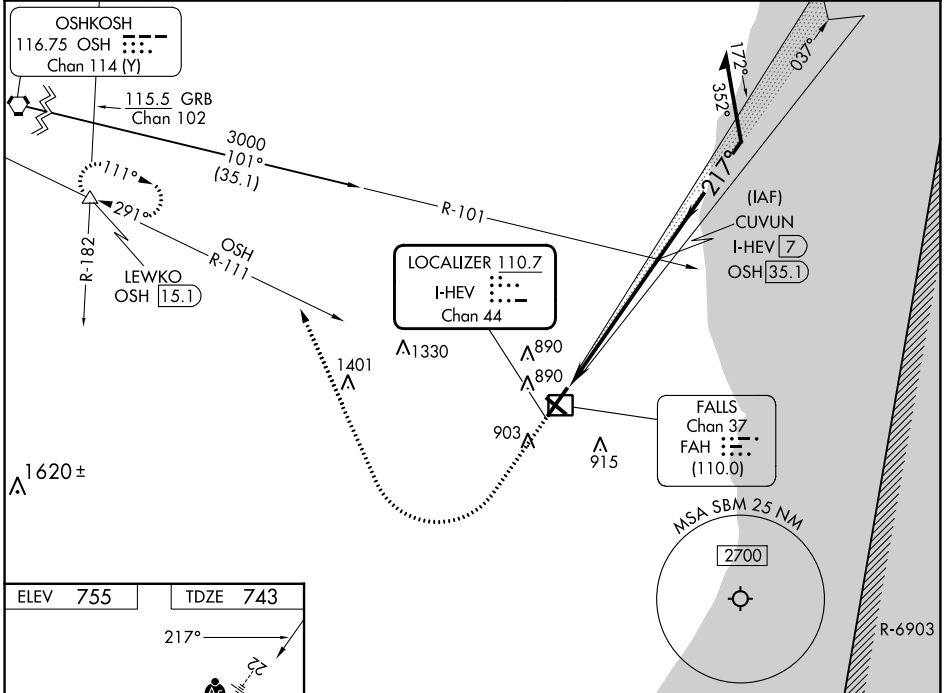 OSHKOSH
116.75 OSH
Chan 114 (Y)
115.5 GRB
Chan 102
3000
101°
(35.1)
R-101
111°
291°
R-182
LEWKO
OSH 15.1
OSH
R-111
172°
352°
037°
217°
(IAF)
CUVUN
I-HEV 7
OSH 35.1
LOCALIZER 110.7
I-HEV
Chan 44
1401
1330
890
890
903
915
FALLS
Chan 37
FAH
(110.0)
1620 ±
MSA SBM 25 NM
2700
R-6903
ELEV 755
TDZE 743
217°
22